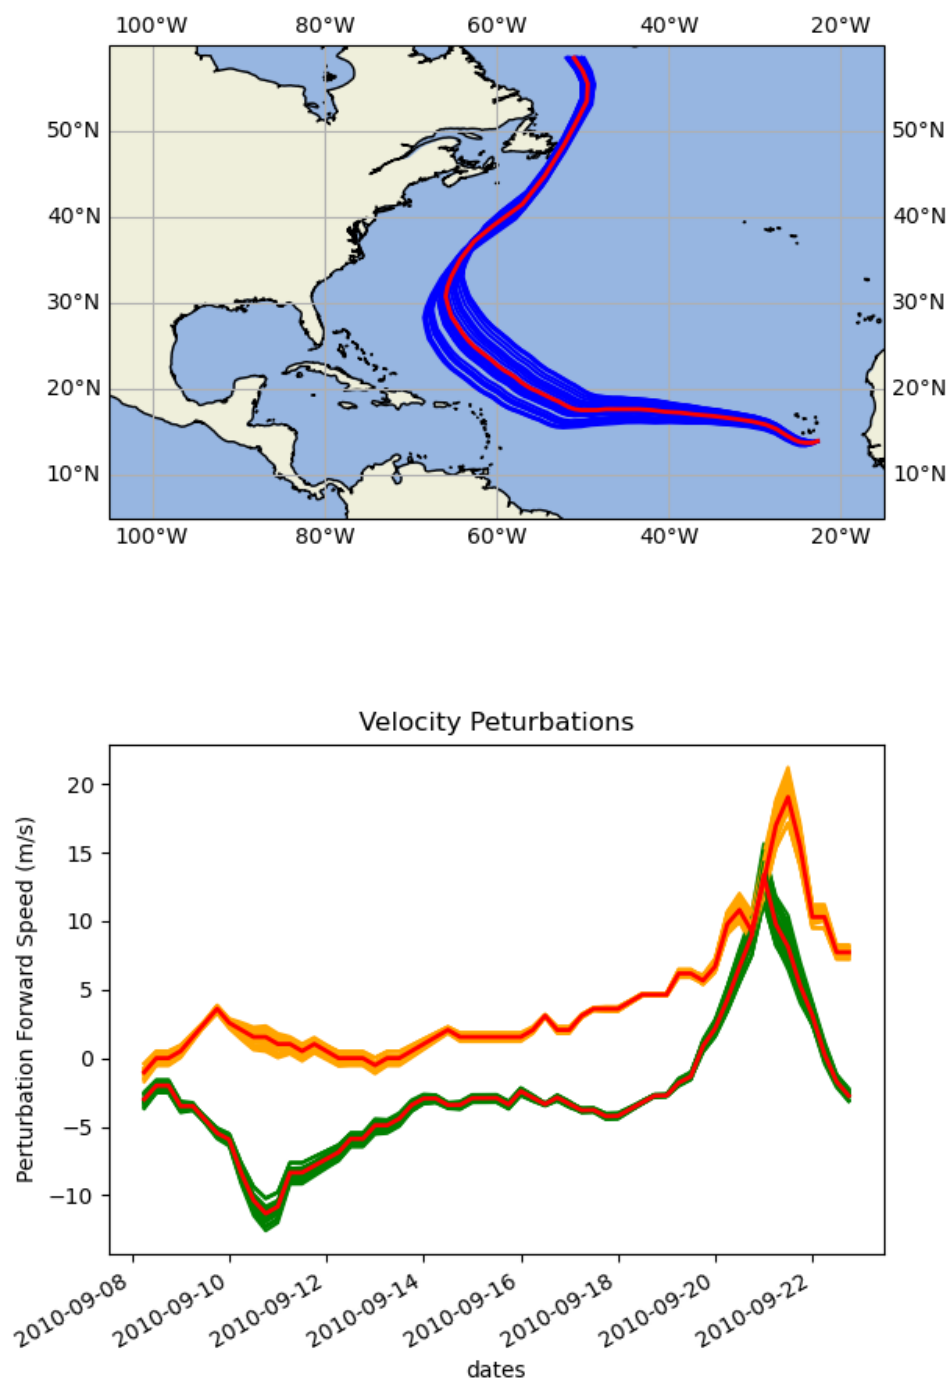 100°W 80°W 60°W 40°W 20°W
50°N 50°N
40°N 40°N
30°N 30°N
20°N 20°N
10°N 10°N
100°W 80°W 60°W 40°W 20°W
Velocity Peturbations
Perturbation Forward Speed (m/s)
20
15
10
5
0
−5
−10
2010-09-08 2010-09-10 2010-09-12 2010-09-14 2010-09-16 2010-09-18 2010-09-20 2010-09-22
dates